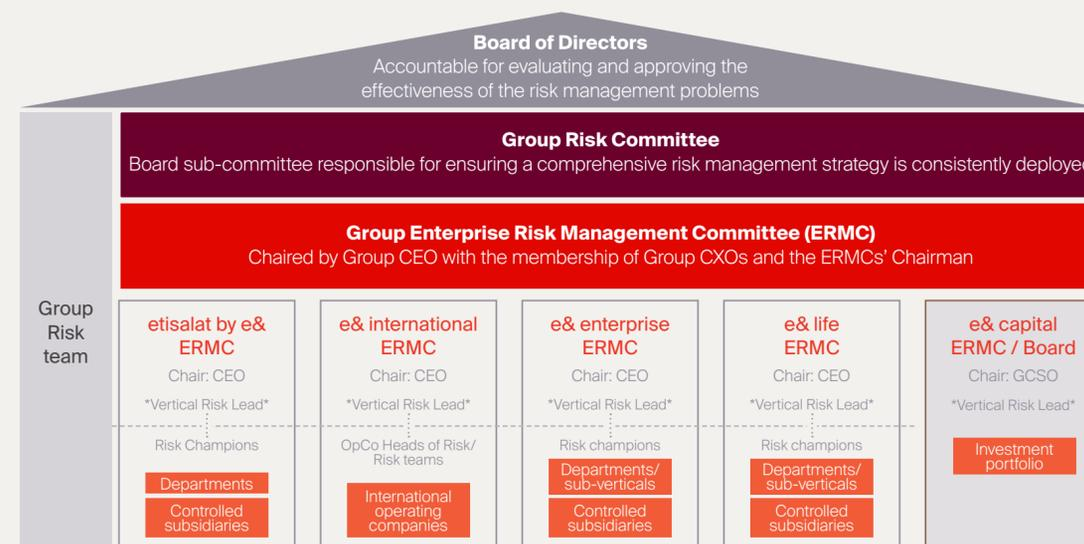 Board of Directors
Accountable for evaluating and approving the
effectiveness of the risk management problems
Group Risk Committee
Board sub-committee responsible for ensuring a comprehensive risk management strategy is consistently
Group Enterprise Risk Management Committee (ERMC)
Chaired by Group CEO with the membership of Group CXOs and the ERMCs' Chairman
Group
Risk
team
etisalat by e&
ERMC
Chair: CEO
*Vertical Risk Lead*
Risk Champions
Departments
Controlled
subsidiaries
e& international
ERMC
Chair: CEO
*Vertical Risk Lead*
OpCo Heads of Risk/
Risk teams
International
operating
companies
e& enterprise
ERMC
Chair: CEO
*Vertical Risk Lead*
Risk champions
Departments/
sub-verticals
Controlled
subsidiaries
e& life
ERMC
Chair: CEO
*Vertical Risk Lead*
Risk champions
Departments/
sub-verticals
Controlled
subsidiaries
e& capital
ERMC / Board
Chair: GCSO
*Vertical Risk Lead*
Investment
portfolio